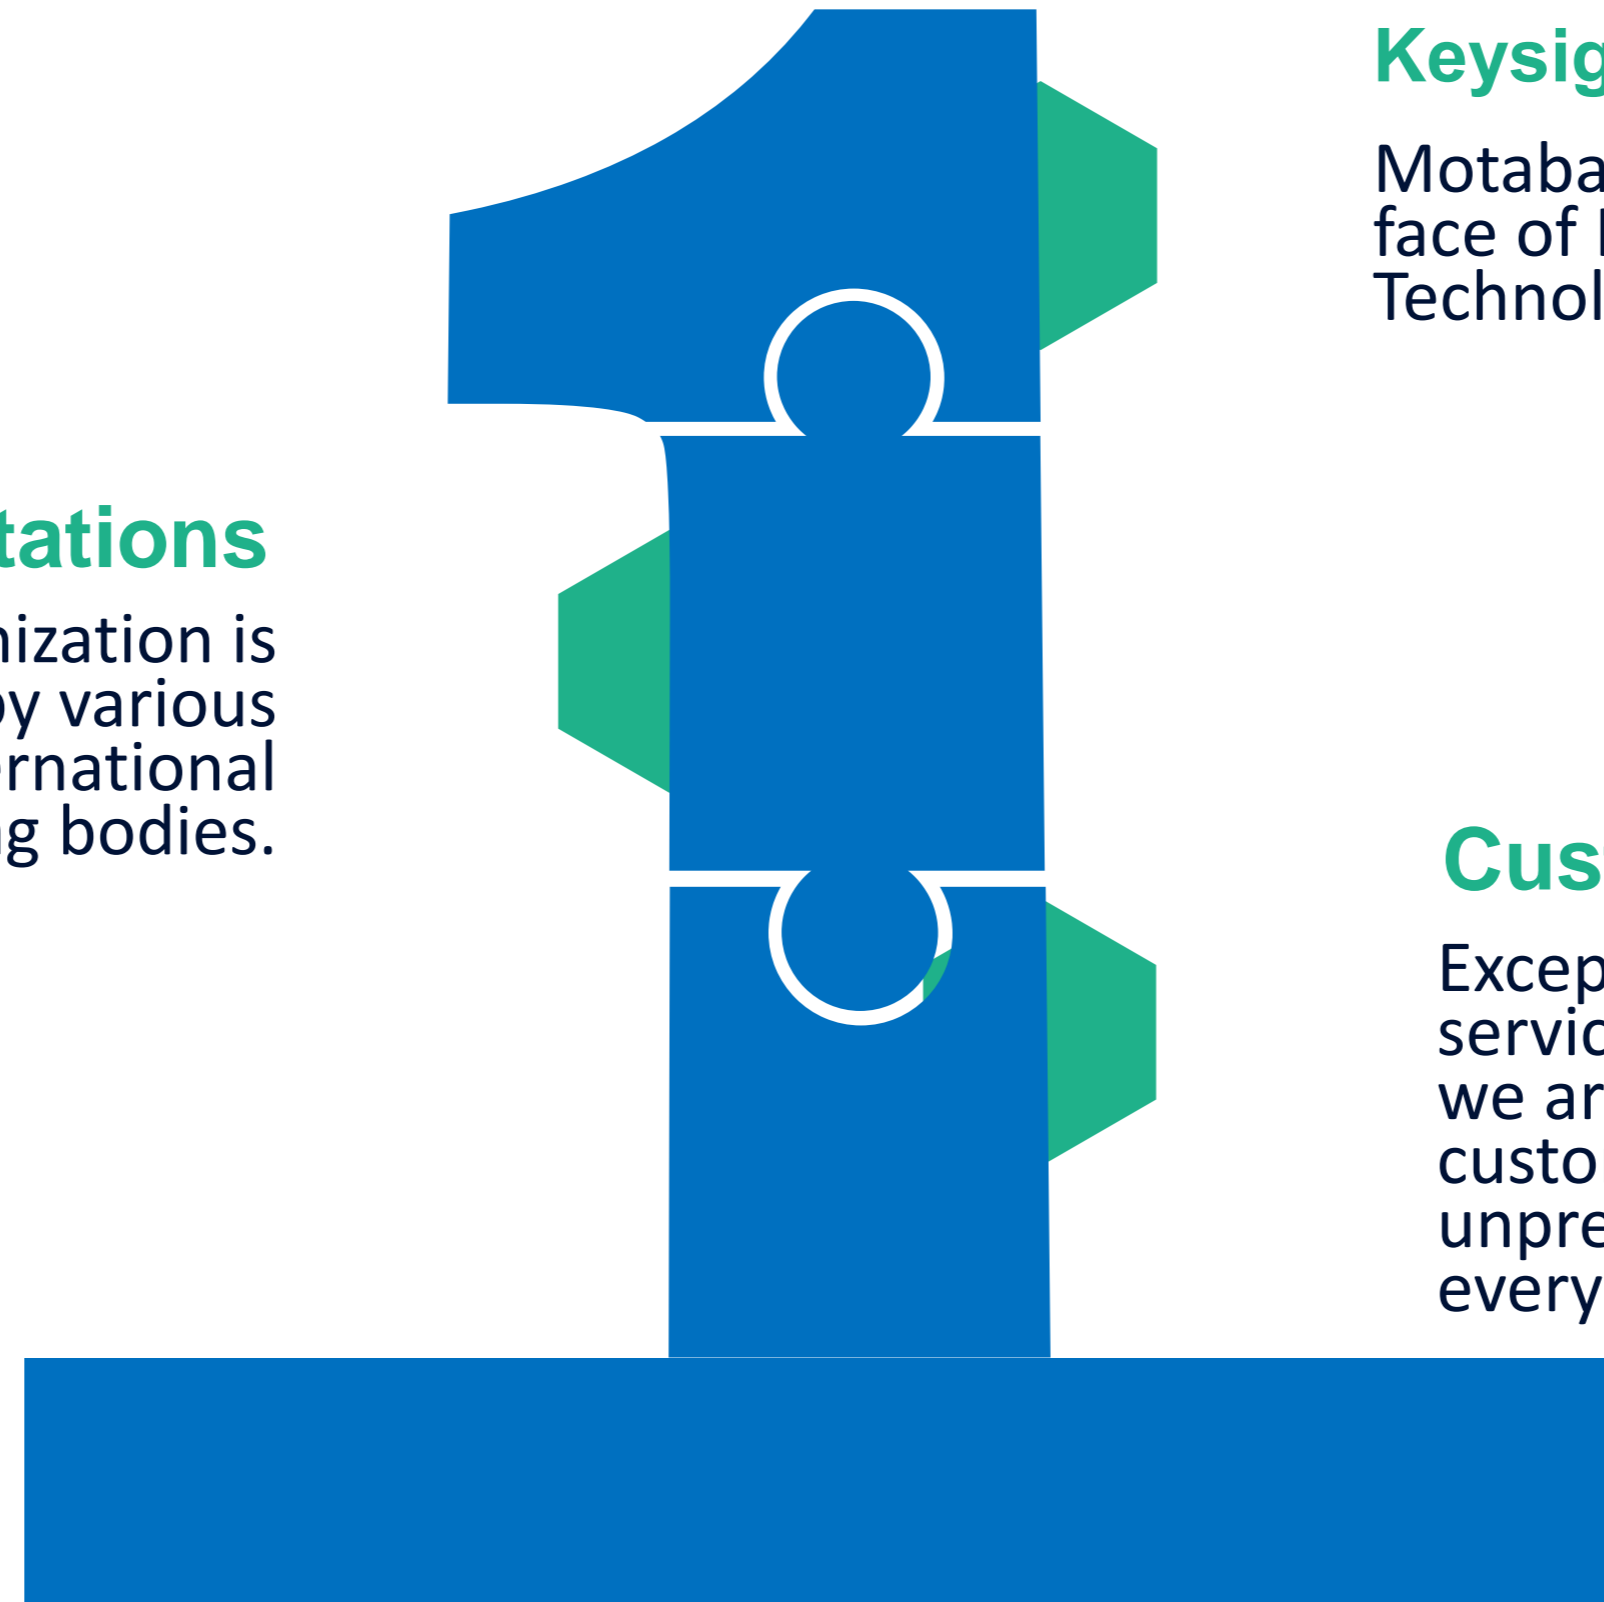 Keysig
Motaba
face of
Technol
tations
nization is
by various
ernational
ng bodies.
Cus
Excep
servic
we ar
custo
unpre
every